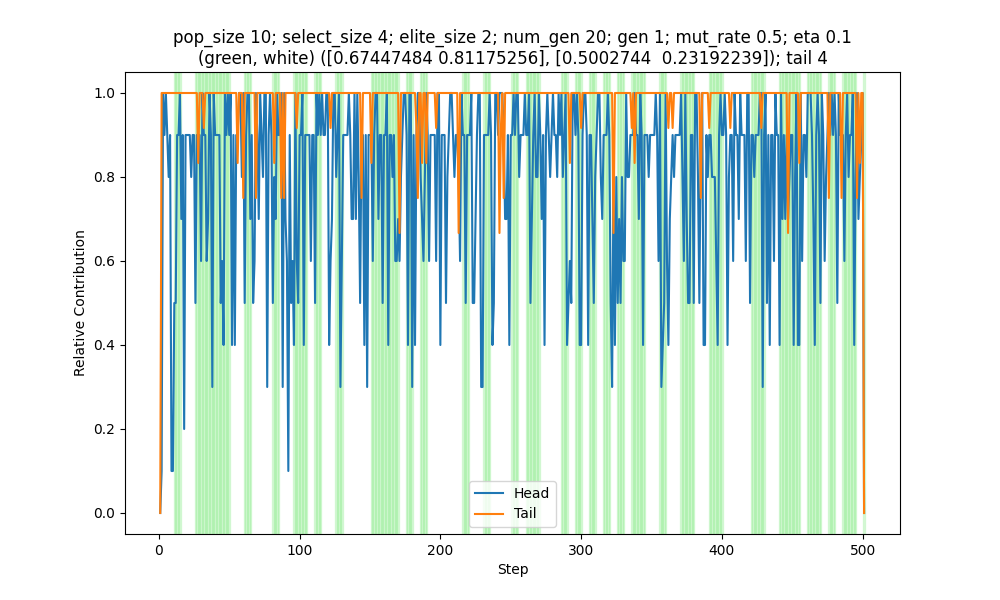 pop_size 10; select_size 4; elite_size 2; num_gen 20; gen 1; mut_rate 0.5; eta 0.1
(green, white) ([0.67447484 0.81175256], [0.5002744  0.23192239]); tail 4
1.0
0.8
0.6
0.4
0.2
0.0
Relative Contribution
Head
Tail
0 100 200 300 400 500
Step